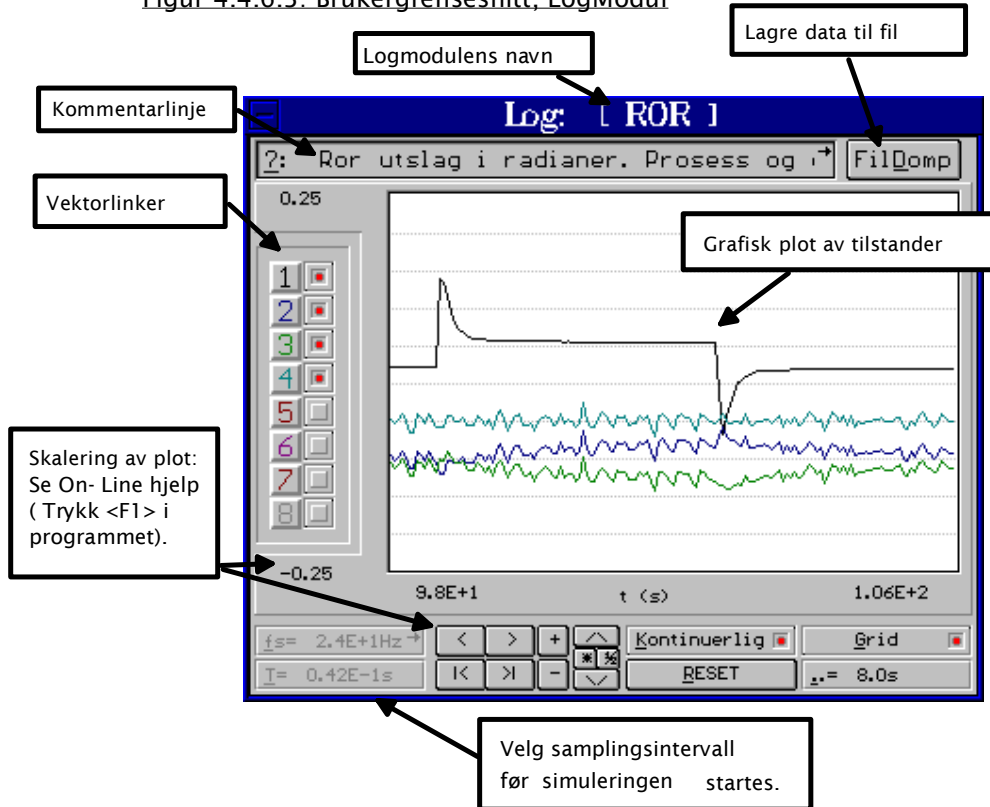 Figur 4.4.6.3: Brukergrensesnitt, LogModul
Lagre data til fil
Logmodulens navn
Kommentarlinje
Log: [ ROR ]
?: Ror utslag i radianer. Prosess og
FilDomp
Vektorlinker
0.25
Grafisk plot av tilstander
1
2
3
4
5
6
7
8
Skalering av plot:
Se On- Line hjelp
( Trykk <F1> i
programmet).
-0.25
9.8E+1
t (s)
1.06E+2
fs= 2.4E+1Hz
< > +
* ½
Kontinuerlig
Grid
T= 0.42E-1s
I< >I -
RESET
..= 8.0s
Velg samplingsintervall
før simuleringen startes.